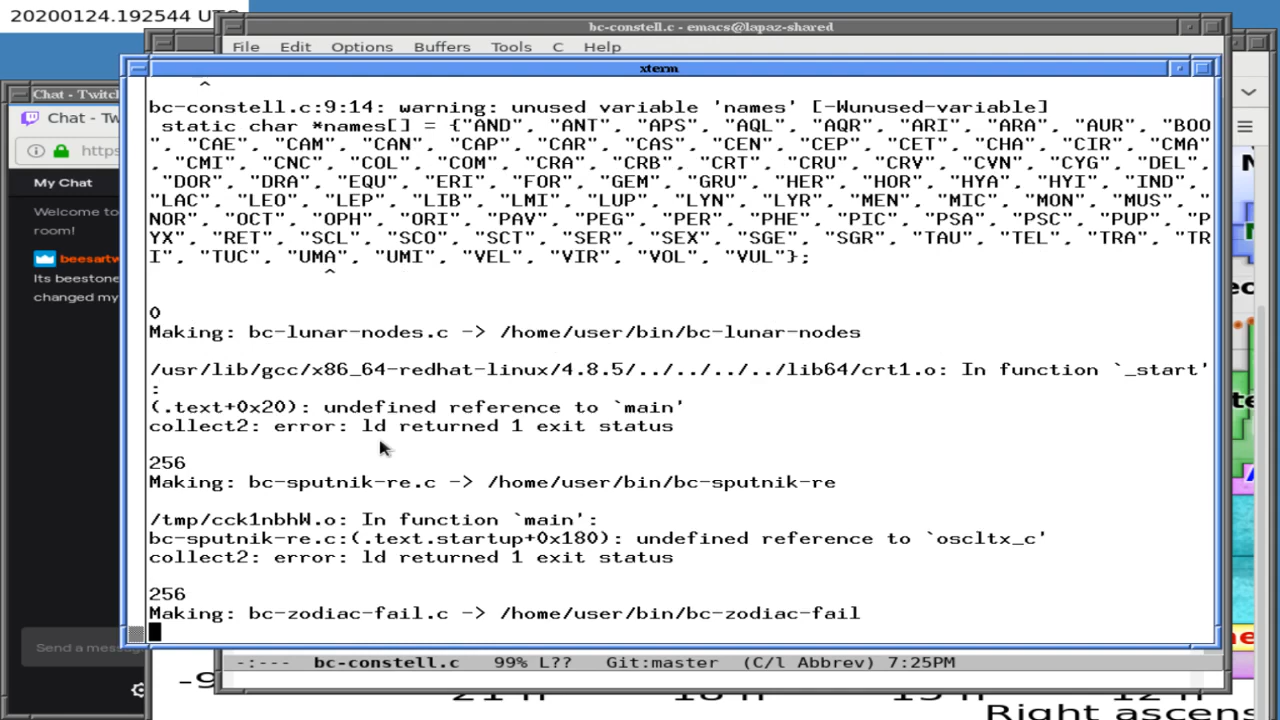 20200124.192544 UTC
bc-constell.c - emacs@lapaz-shared
File Edit Options Buffers Tools C Help
xterm
^
bc-constell.c:9:14: warning: unused variable 'names' [-Wunused-variable]
static char *names[] = {"AND", "ANT", "APS", "AQL", "AQR", "ARI", "ARA", "AUR", "BOO
", "CAE", "CAM", "CAN", "CAP", "CAR", "CAS", "CEN", "CEP", "CET", "CHA", "CIR", "CMA"
, "CMI", "CNC", "COL", "COM", "CRA", "CRB", "CRT", "CRU", "CRV", "CVN", "CYG", "DEL",
"DOR", "DRA", "EQU", "ERI", "FOR", "GEM", "GRU", "HER", "HOR", "HYA", "HYI", "IND",
"LAC", "LEO", "LEP", "LIB", "LMI", "LUP", "LYN", "LYR", "MEN", "MIC", "MON", "MUS", "
NOR", "OCT", "OPH", "ORI", "PAV", "PEG", "PER", "PHE", "PIC", "PSA", "PSC", "PUP", "P
YX", "RET", "SCL", "SCO", "SCT", "SER", "SEX", "SGE", "SGR", "TAU", "TEL", "TRA", "TR
I", "TUC", "UMA", "UMI", "VEL", "VIR", "VOL", "VUL"};
^
0
Making: bc-lunar-nodes.c -> /home/user/bin/bc-lunar-nodes
/usr/lib/gcc/x86_64-redhat-linux/4.8.5/../../../../lib64/crt1.o: In function `_start'
:
(.text+0x20): undefined reference to `main'
collect2: error: ld returned 1 exit status
256
Making: bc-sputnik-re.c -> /home/user/bin/bc-sputnik-re
/tmp/cck1nbhW.o: In function `main':
bc-sputnik-re.c:(.text.startup+0x180): undefined reference to `oscltx_c'
collect2: error: ld returned 1 exit status
256
Making: bc-zodiac-fail.c -> /home/user/bin/bc-zodiac-fail
-:--- bc-constell.c 99% L?? Git:master (C/l Abbrev) 7:25PM
Chat - Twitch
Chat - Tw
https
My Chat
Welcome to
room!
beesartw
Its beestone
changed my
Send a mess
Right ascens